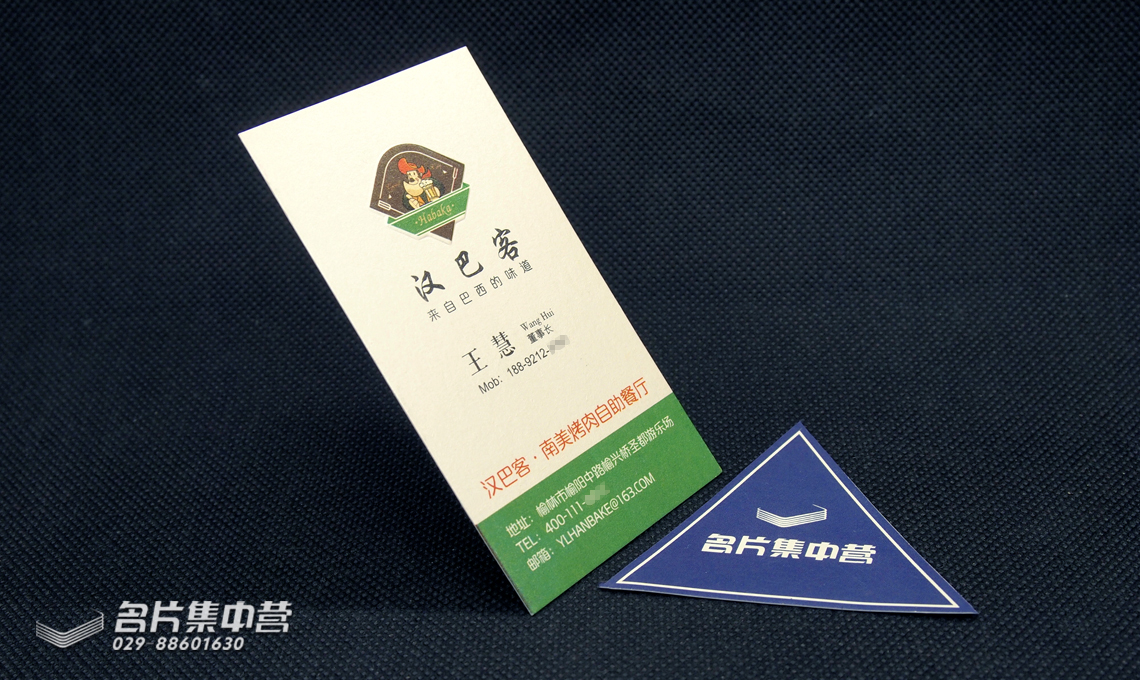 ·Habaka·
汉巴客
来自巴西的味道
王慧 Wang Hui
董事长
Mob: 188-9212-
汉巴客·南美烤肉自助餐厅
地址：榆林市榆阳中路榆兴桥圣都游乐场
TEL：400-111-
邮箱：YLHANBAKE@163.COM
名片集中营
名片集中营
029-88601630